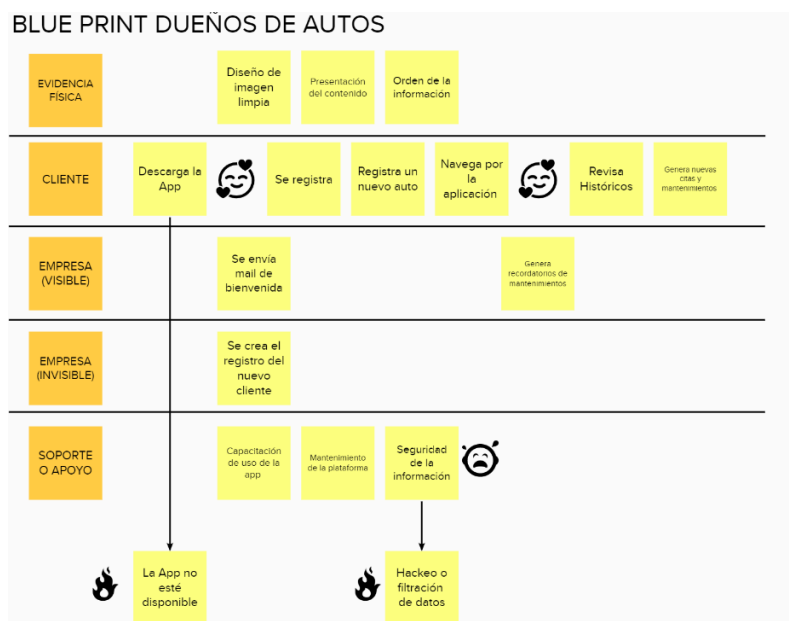 BLUE PRINT DUEÑOS DE AUTOS
EVIDENCIA
FÍSICA
Diseño de
imagen
limpia
Presentación
del contenido
Orden de la
información
CLIENTE
Descarga la
App
Se registra
Registra un
nuevo auto
Navega por
la
aplicación
Revisa
Históricos
Genera nuevas
citas y
mantenimientos
EMPRESA
(VISIBLE)
Se envía
mail de
bienvenida
Genera
recordatorios de
mantenimientos
EMPRESA
(INVISIBLE)
Se crea el
registro del
nuevo
cliente
SOPORTE
O APOYO
Capacitación
de uso de la
app
Mantenimiento
de la plataforma
Seguridad
de la
información
La App no
esté
disponible
Hackeo o
filtración
de datos